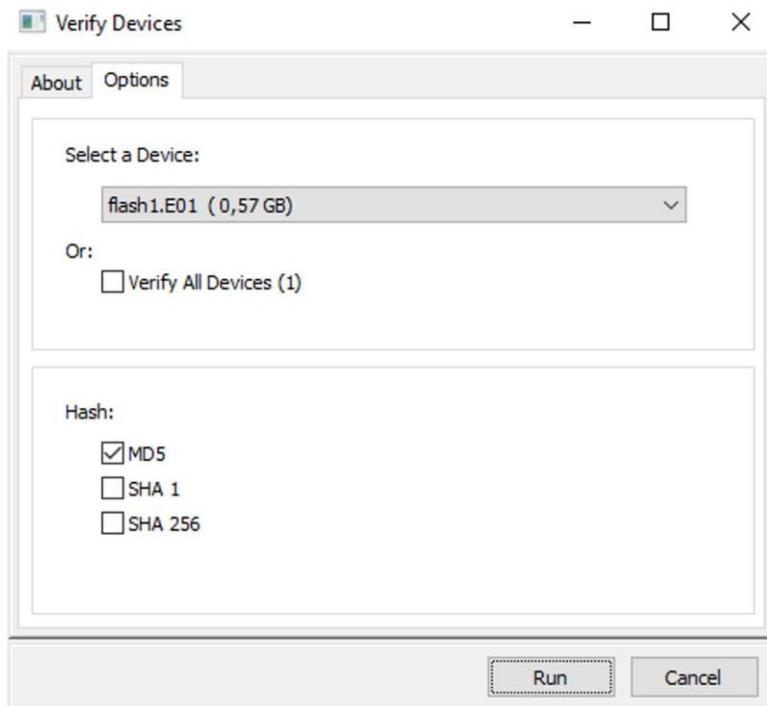 Verify Devices
About Options
Select a Device:
flash1.E01 ( 0,57 GB)
Or:
Verify All Devices (1)
Hash:
MD5
SHA 1
SHA 256
Run Cancel